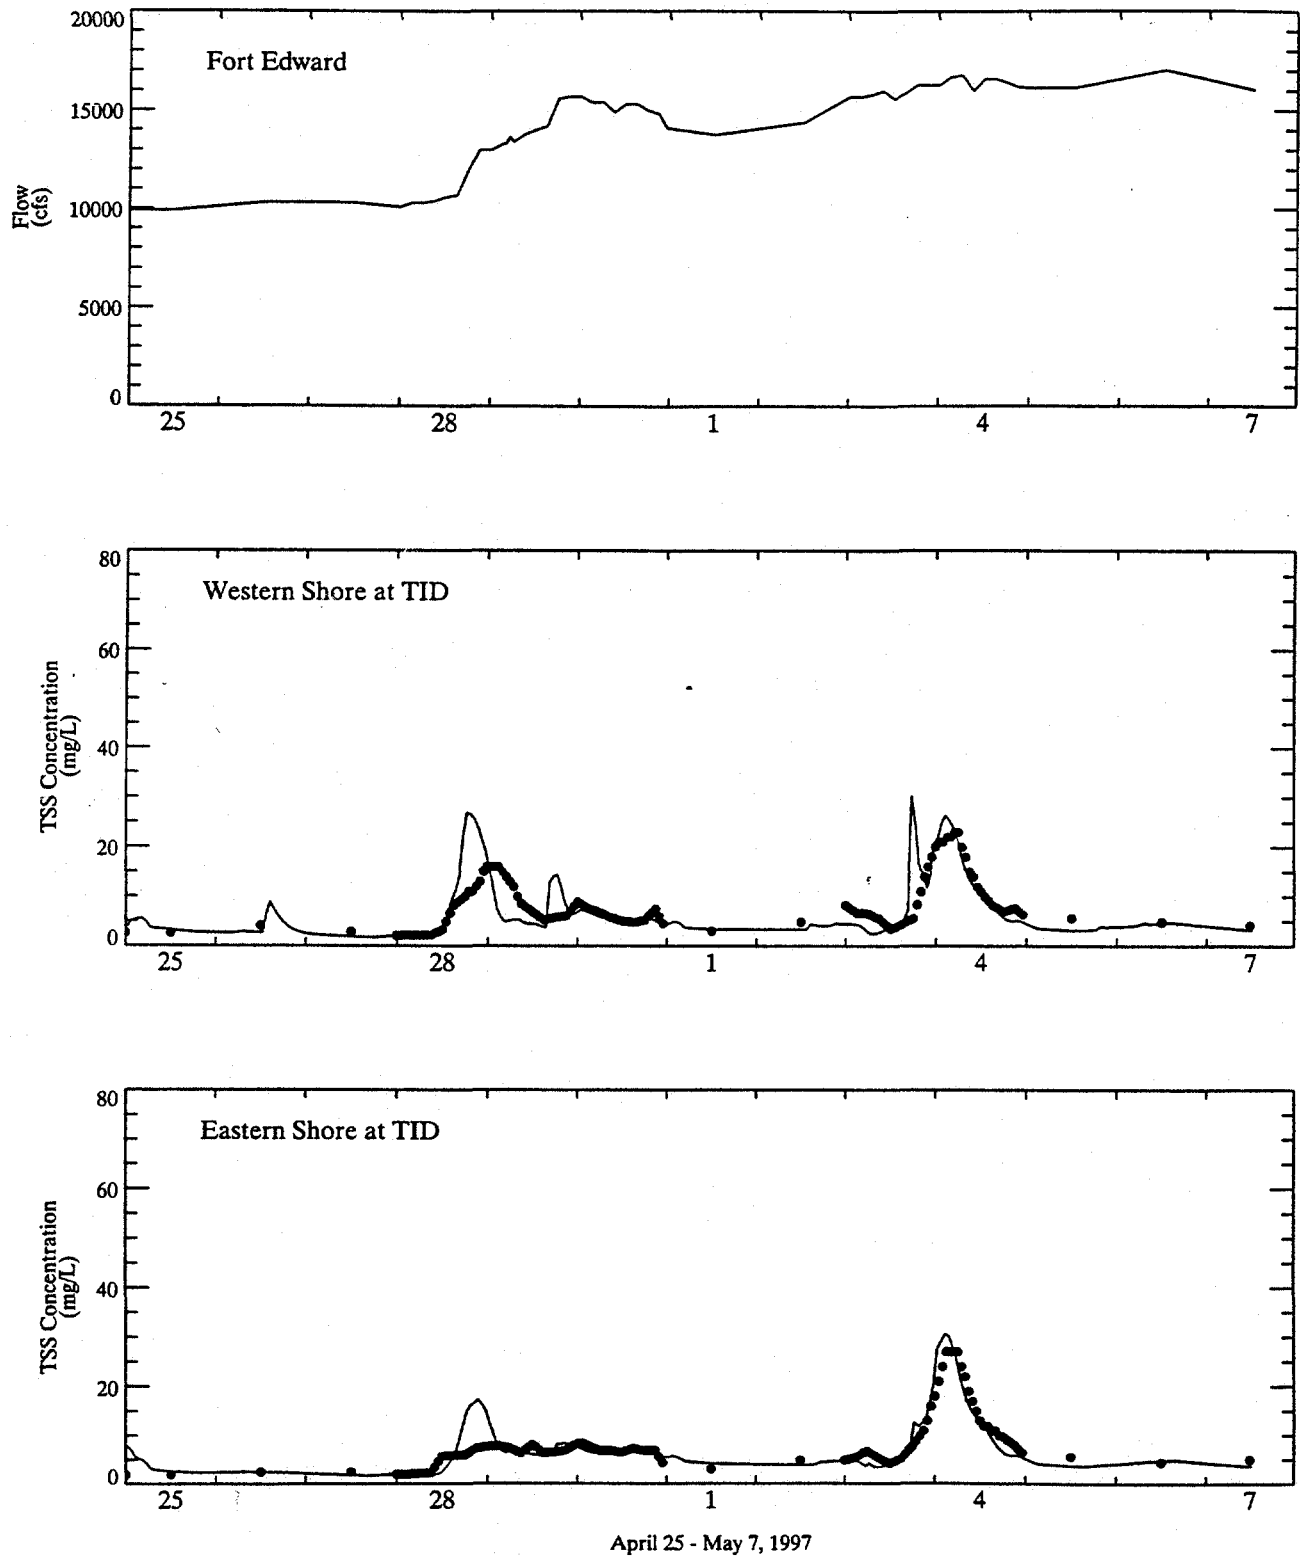 Fort Edward
20000
15000
10000
5000
0
Flow
(cfs)
25 28 1 4 7
Western Shore at TID
80
60
40
20
0
TSS Concentration
(mg/L)
25 28 1 4 7
Eastern Shore at TID
80
60
40
20
0
TSS Concentration
(mg/L)
25 28 1 4 7
April 25 - May 7, 1997